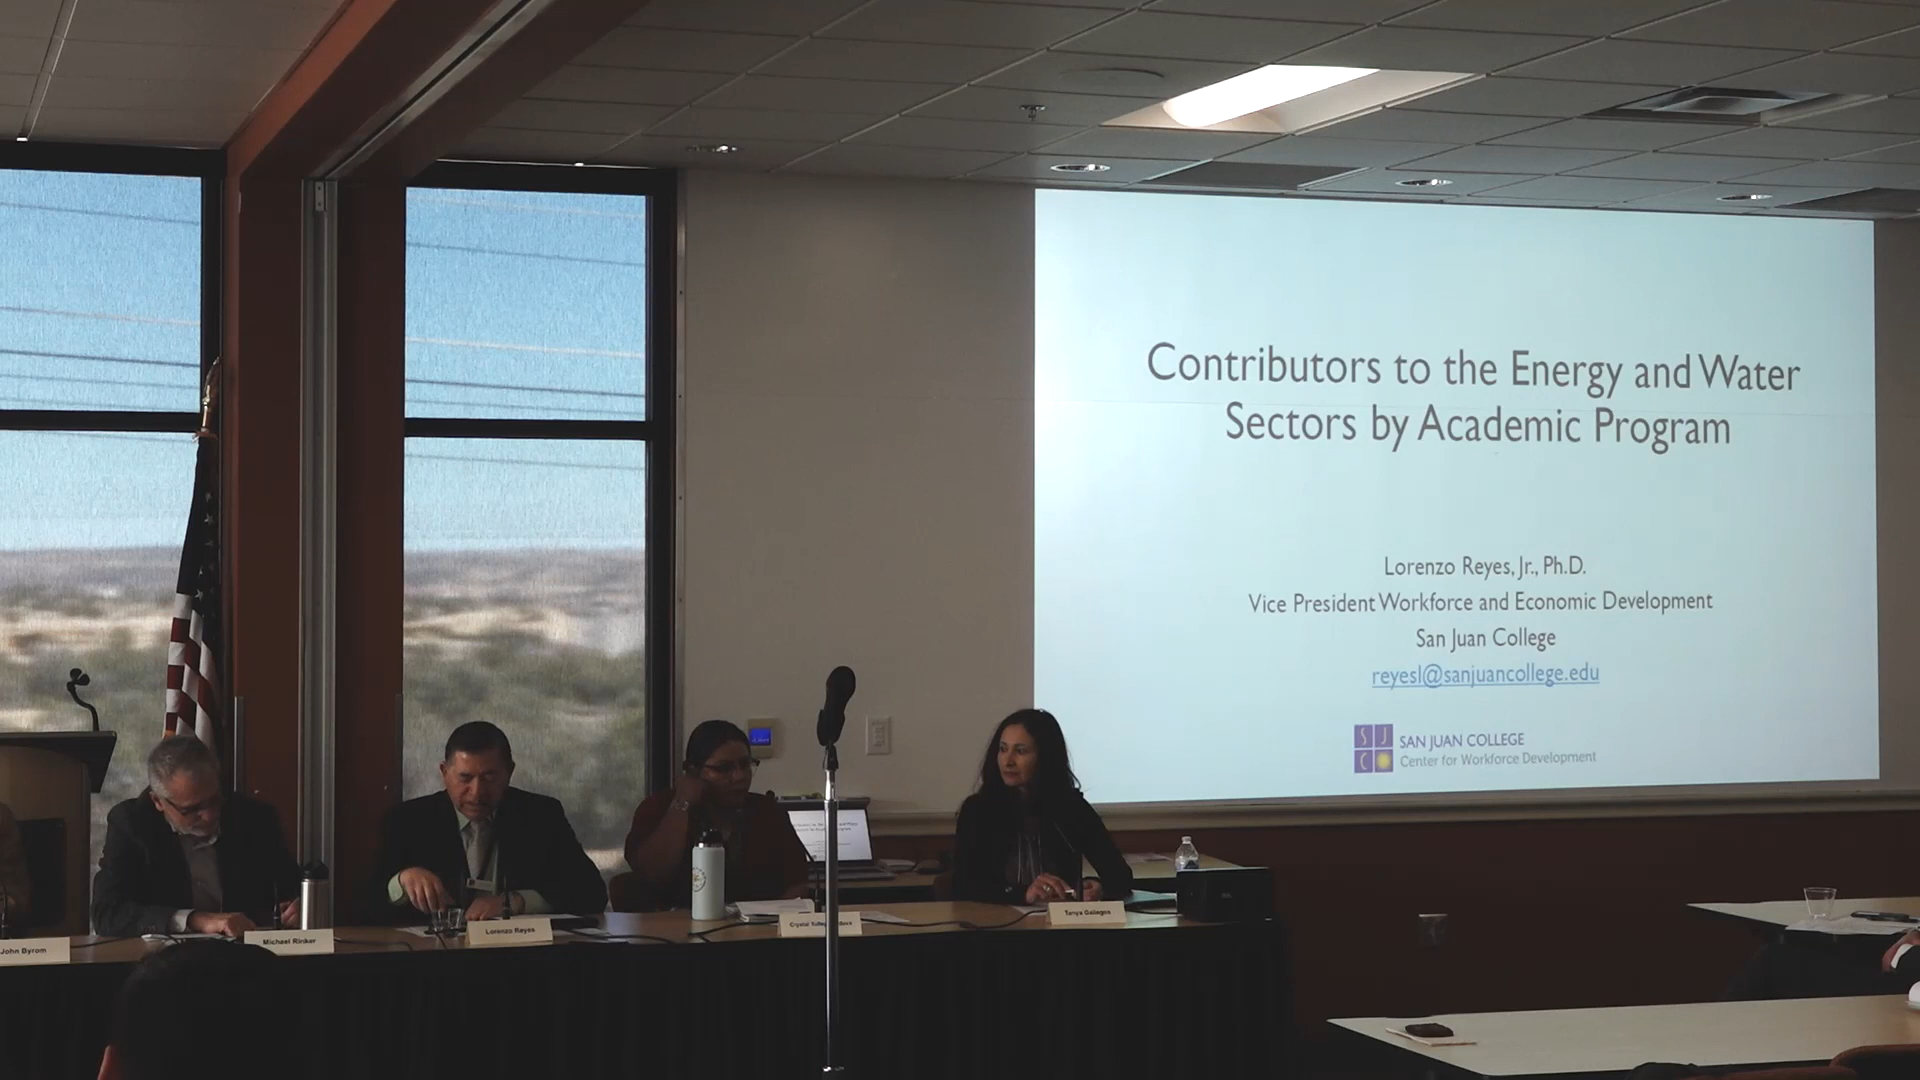 Contributors to the Energy and Water
Sectors by Academic Program
Lorenzo Reyes, Jr., Ph.D.
Vice President Workforce and Economic Development
San Juan College
reyesl@sanjuancollege.edu
SJC
SAN JUAN COLLEGE
Center for Workforce Development
John Byrom
Michael Rinker
Lorenzo Reyes
Crystal
Tanya Gallegos